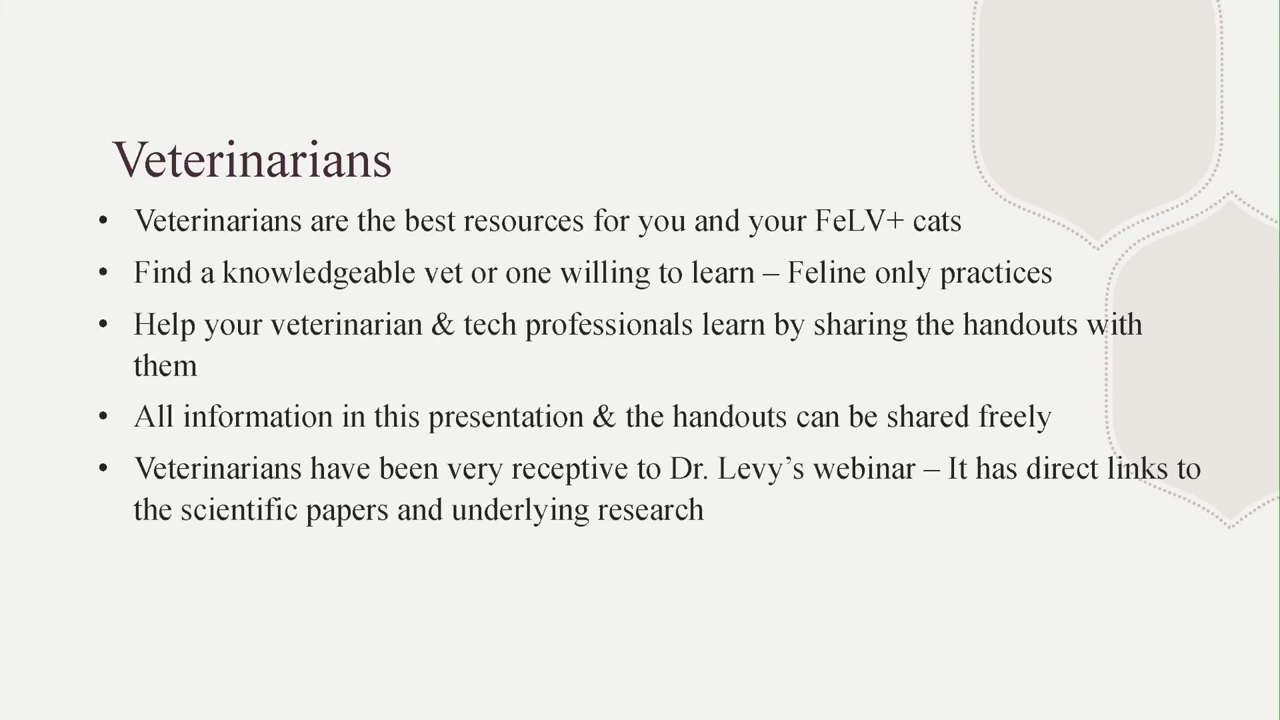 Veterinarians
• Veterinarians are the best resources for you and your FeLV+ cats
• Find a knowledgeable vet or one willing to learn – Feline only practices
• Help your veterinarian & tech professionals learn by sharing the handouts with
them
• All information in this presentation & the handouts can be shared freely
• Veterinarians have been very receptive to Dr. Levy’s webinar – It has direct links to
the scientific papers and underlying research